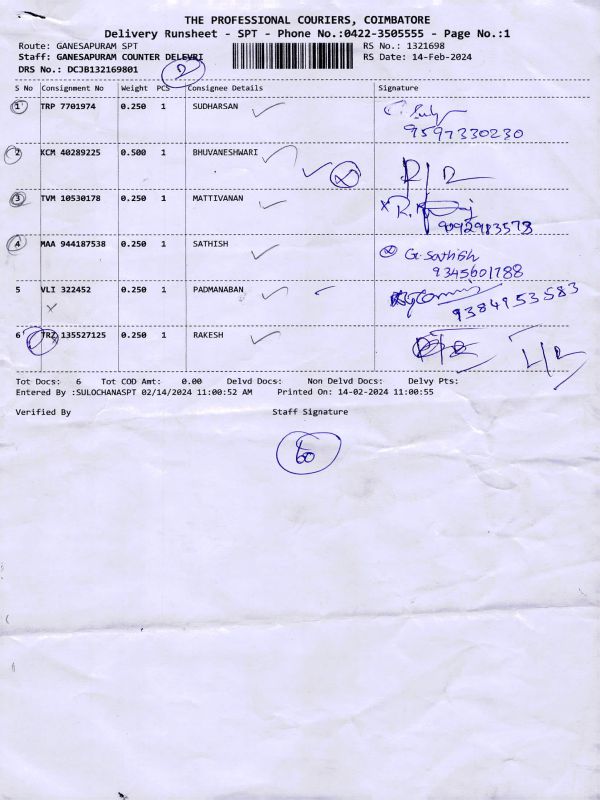 THE PROFESSIONAL COURIERS, COIMBATORE
Delivery Runsheet - SPT - Phone No.:0422-3505555 - Page No.:1
Route: GANESAPURAM SPT RS No.: 1321698
Staff: GANESAPURAM COUNTER DELEVRI RS Date: 14-Feb-2024
DRS No.: DCJB132169801
S No Consignment No Weight PCS Consignee Details Signature
1 TRP 7701974 0.250 1 SUDHARSAN
9597330230
2 KCM 40289225 0.500 1 BHUVANESHWARI
3 TVM 10530178 0.250 1 MATTIVANAN
9092983578
4 MAA 944187538 0.250 1 SATHISH G. Sathish
9345601788
5 VLI 322452 0.250 1 PADMANABAN
9384953583
6 TRZ 135527125 0.250 1 RAKESH
Tot Docs: 6 Tot COD Amt: 0.00 Delvd Docs: Non Delvd Docs: Delvy Pts:
Entered By :SULOCHANASPT 02/14/2024 11:00:52 AM Printed On: 14-02-2024 11:00:55
Verified By Staff Signature